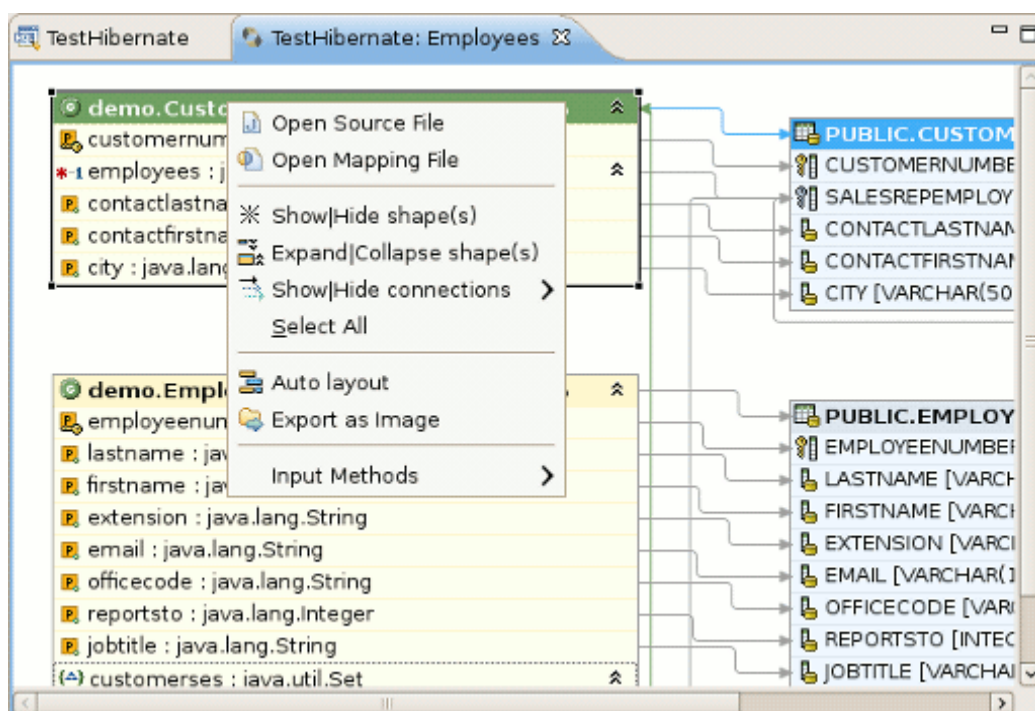 TestHibernate
TestHibernate: Employees
demo.Custo
customernum
*-1 employees : j
contactlastna
contactfirstna
city : java.lang
Open Source File
Open Mapping File
Show|Hide shape(s)
Expand|Collapse shape(s)
Show|Hide connections
Select All
Auto layout
Export as Image
Input Methods
PUBLIC.CUSTOM
CUSTOMERNUMBE
SALESREPEMPLOY
CONTACTLASTNAM
CONTACTFIRSTNAM
CITY [VARCHAR(50
demo.Empl
employeenun
lastname : jav
firstname : ja
extension : java.lang.String
email : java.lang.String
officecode : java.lang.String
reportsto : java.lang.Integer
jobtitle : java.lang.String
customerses : java.util.Set
PUBLIC.EMPLOY
EMPLOYEENUMBER
LASTNAME [VARCH
FIRSTNAME [VARCH
EXTENSION [VARCI
EMAIL [VARCHAR(1
OFFICECODE [VAR
REPORTSTO [INTEC
JOBTITLE [VARCHAI